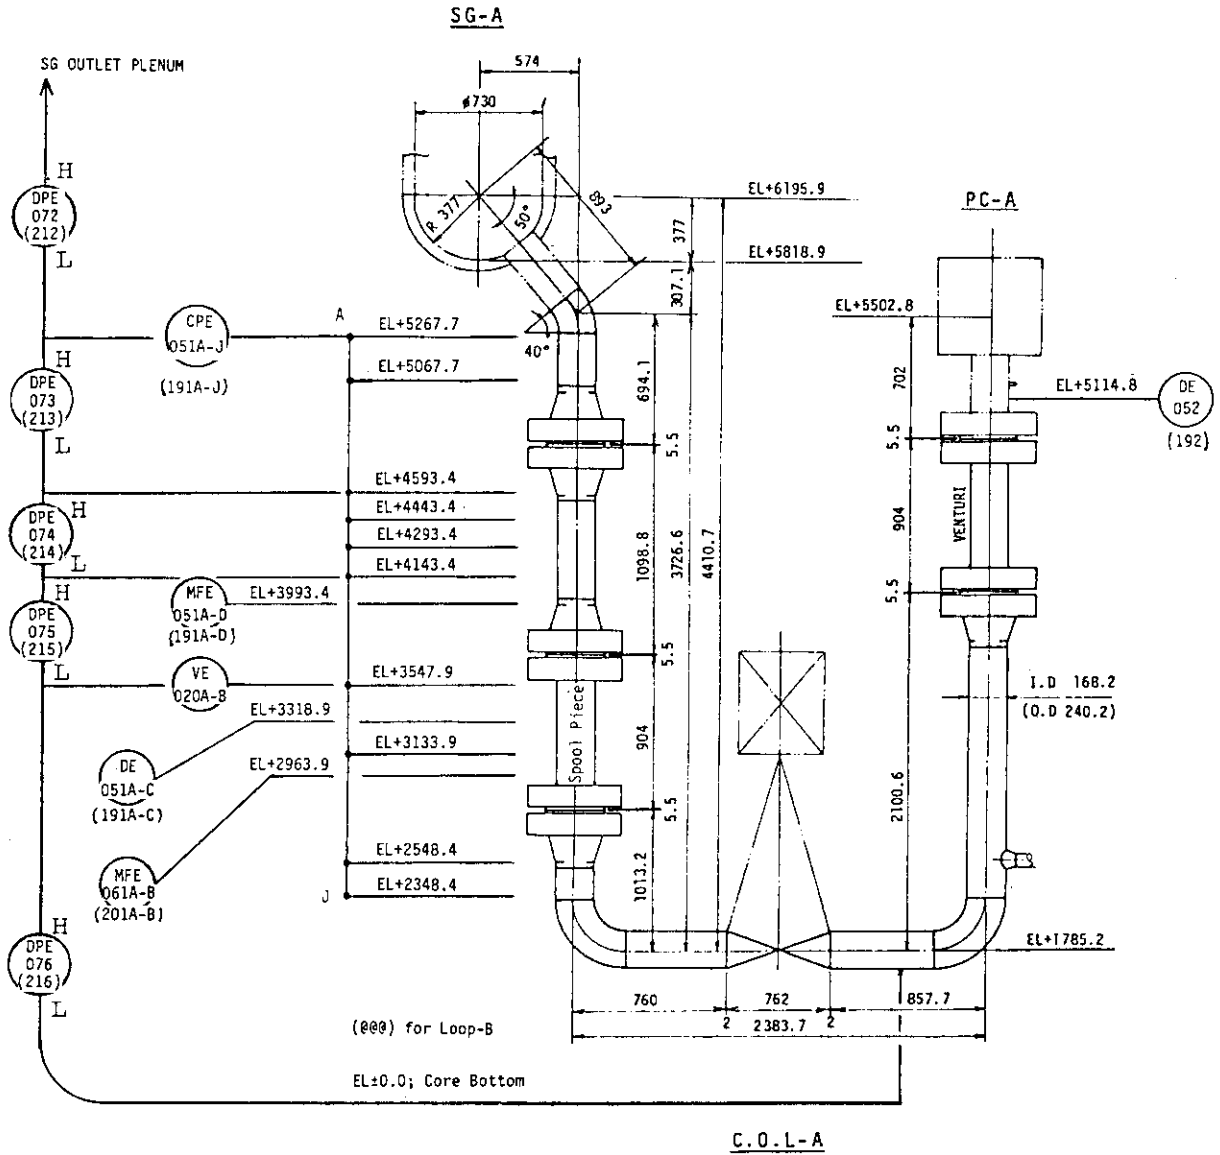 SG-A
SG OUTLET PLENUM
574
ø730
H
DPE
072
(212)
L
R 377
50°
893
EL+6195.9
377
EL+5818.9
307.1
PC-A
EL+5502.8
A
CPE
051A-J
(191A-J)
EL+5267.7
40°
EL+5067.7
694.1
702
EL+5114.8
DE
052
(192)
H
DPE
073
(213)
L
5.5
5.5
EL+4593.4
EL+4443.4
EL+4293.4
EL+4143.4
H
DPE
074
(214)
L
1098.8
3726.6
4410.7
VENTURI
904
MFE
051A-D
(191A-D)
EL+3993.4
H
DPE
075
(215)
L
5.5
5.5
VE
020A-B
EL+3547.9
EL+3318.9
EL+3133.9
EL+2963.9
Spool Piece
904
I.D 168.2
(O.D 240.2)
DE
051A-C
(191A-C)
5.5
2100.6
MFE
061A-B
(201A-B)
EL+2548.4
J
EL+2348.4
1013.2
H
DPE
076
(216)
L
EL+1785.2
760
762
857.7
2
2383.7
2
(@@@) for Loop-B
EL±0.0; Core Bottom
C.O.L-A